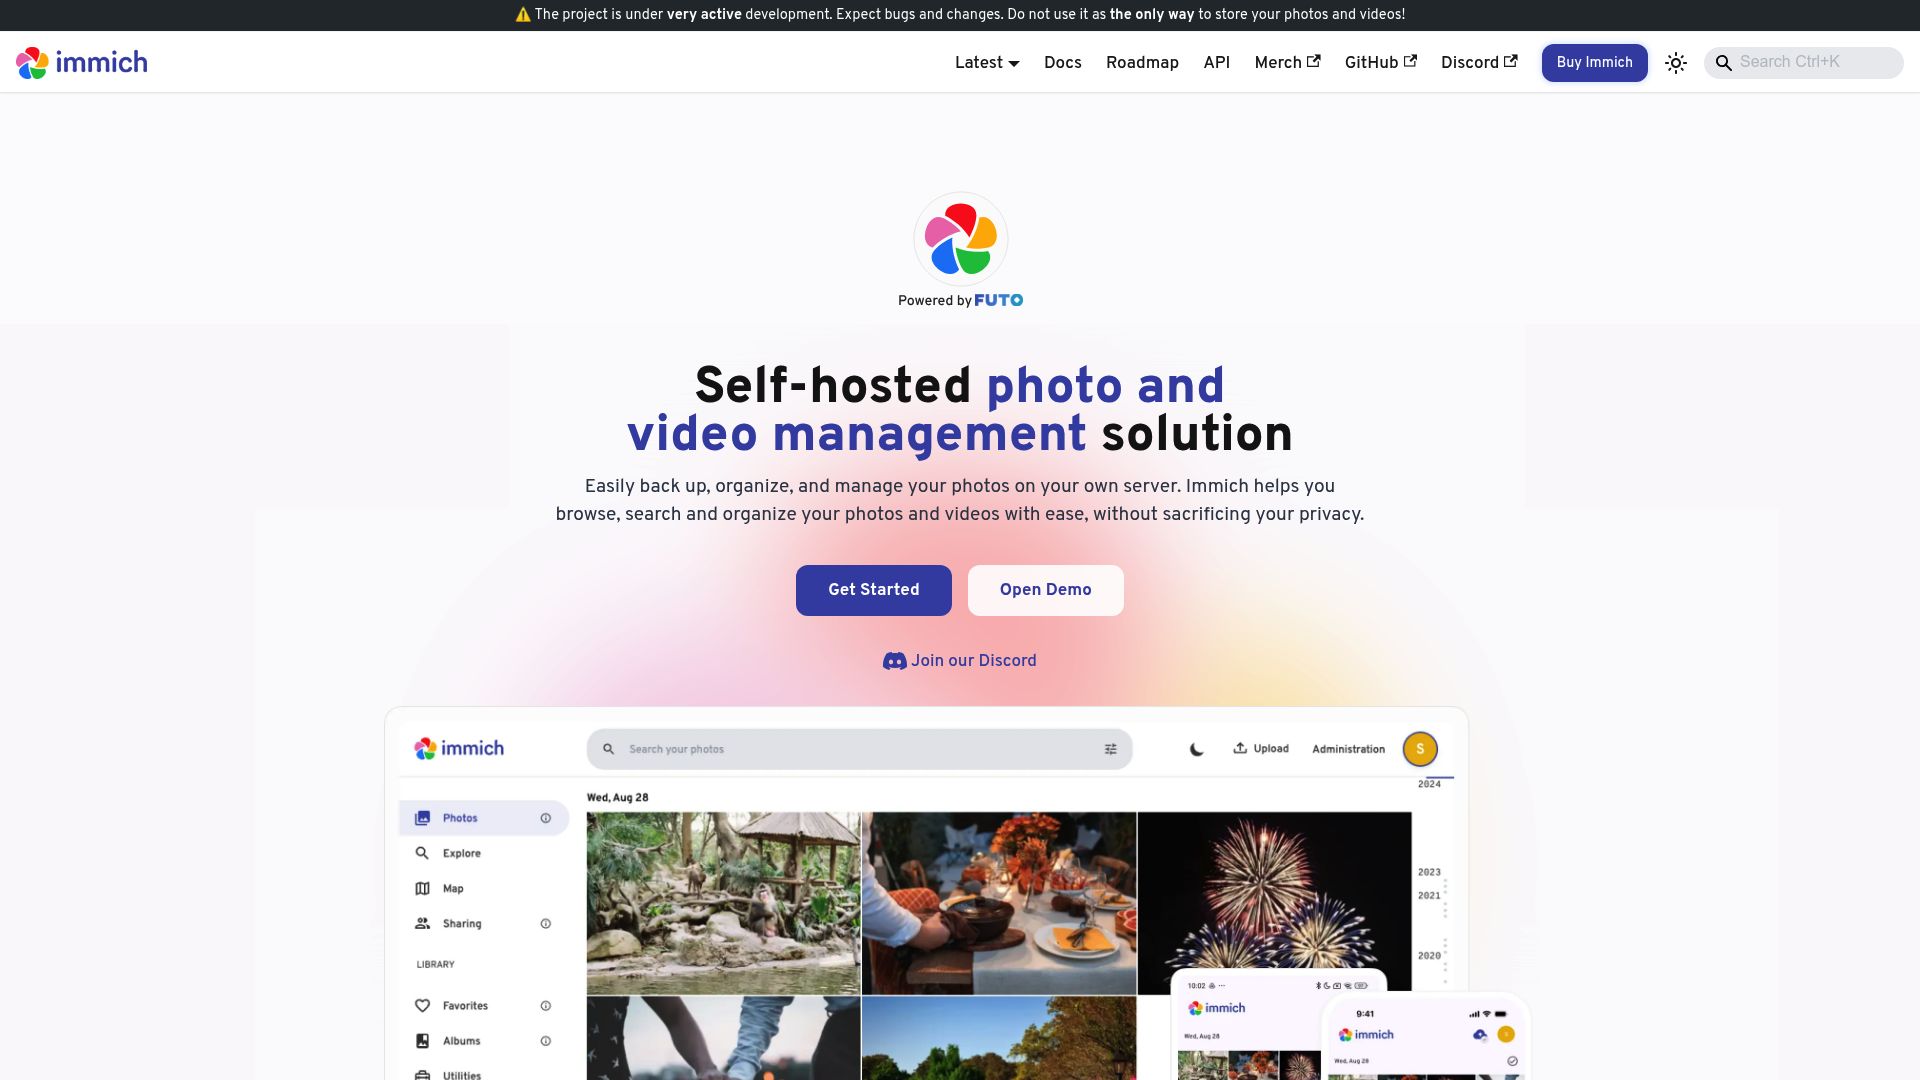 ⚠️ The project is under very active development. Expect bugs and changes. Do not use it as the only way to store your photos and videos!
immich
Latest Docs Roadmap API Merch GitHub Discord Buy Immich Search Ctrl+K
Powered by FUTO
Self-hosted photo and
video management solution
Easily back up, organize, and manage your photos on your own server. Immich helps you
browse, search and organize your photos and videos with ease, without sacrificing your privacy.
Get Started Open Demo
Join our Discord
immich Search your photos Upload Administration S
2024
Wed, Aug 28
Photos
Explore
2023
Map
2021
Sharing
2020
LIBRARY
Favorites
Albums
Utilities
10:02
immich
Wed, Aug 28
9:41
immich
Wed, Aug 28